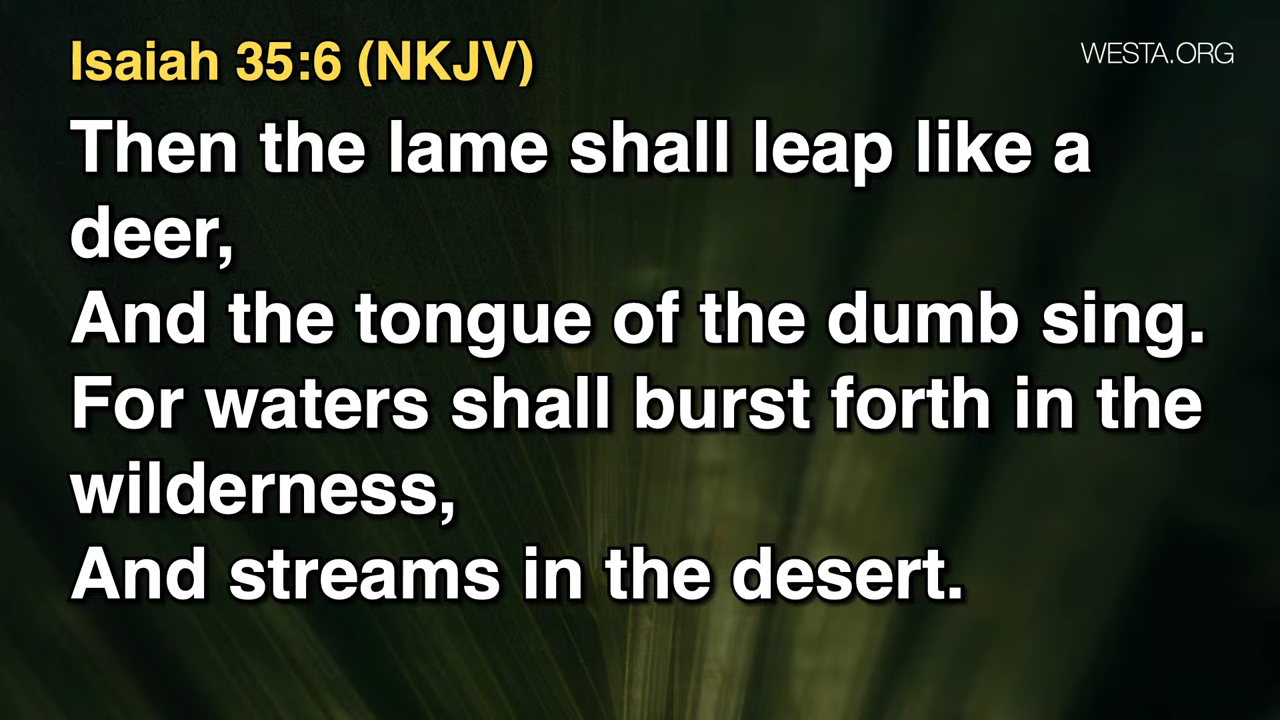 Isaiah 35:6 (NKJV)
WESTA.ORG
Then the lame shall leap like a
deer,
And the tongue of the dumb sing.
For waters shall burst forth in the
wilderness,
And streams in the desert.